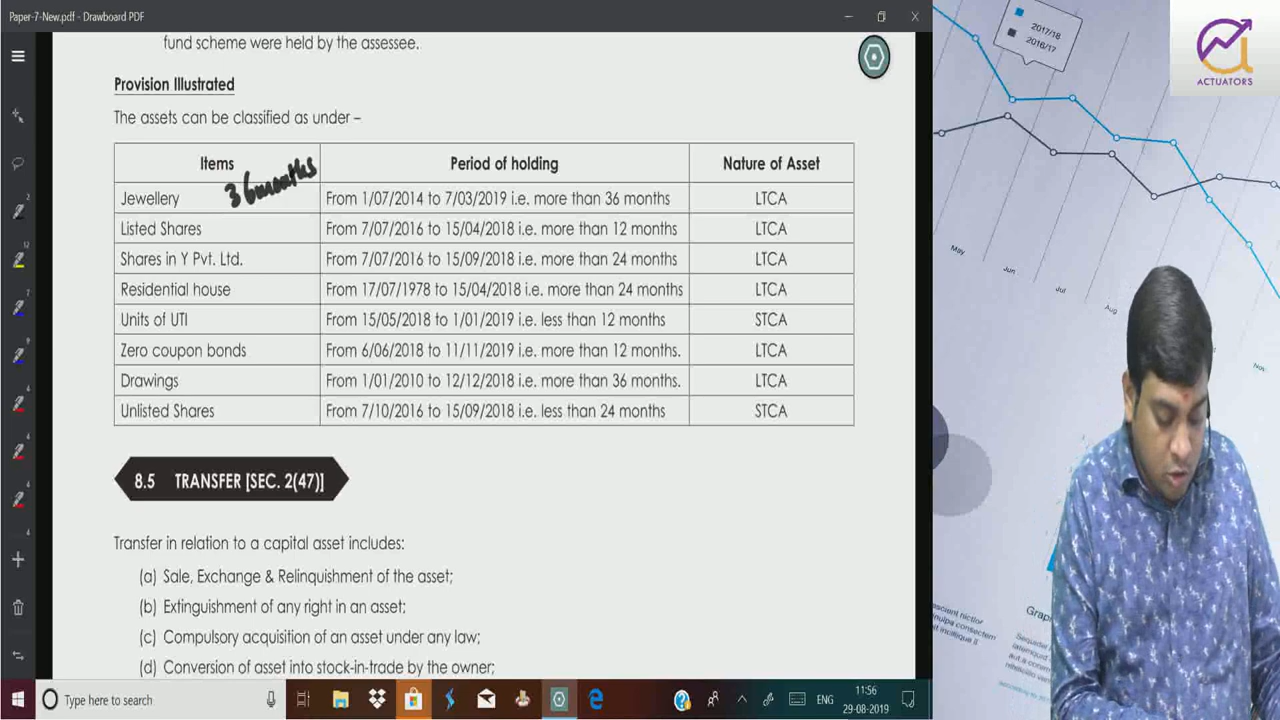 Paper-7-New.pdf - Drawboard PDF
fund scheme were held by the assessee.
Provision Illustrated
The assets can be classified as under –
Items Period of holding Nature of Asset
36months
Jewellery From 1/07/2014 to 7/03/2019 i.e. more than 36 months LTCA
Listed Shares From 7/07/2016 to 15/04/2018 i.e. more than 12 months LTCA
Shares in Y Pvt. Ltd. From 7/07/2016 to 15/09/2018 i.e. more than 24 months LTCA
Residential house From 17/07/1978 to 15/04/2018 i.e. more than 24 months LTCA
Units of UTI From 15/05/2018 to 1/01/2019 i.e. less than 12 months STCA
Zero coupon bonds From 6/06/2018 to 11/11/2019 i.e. more than 12 months. LTCA
Drawings From 1/01/2010 to 12/12/2018 i.e. more than 36 months. LTCA
Unlisted Shares From 7/10/2016 to 15/09/2018 i.e. less than 24 months STCA
8.5 TRANSFER [SEC. 2(47)]
Transfer in relation to a capital asset includes:
(a) Sale, Exchange & Relinquishment of the asset;
(b) Extinguishment of any right in an asset;
(c) Compulsory acquisition of an asset under any law;
(d) Conversion of asset into stock-in-trade by the owner;
Type here to search
ENG
11:56
29-08-2019
2017/18
2016/17
ACTUATORS
May
Jun
Jul
Aug
Nov
Grap